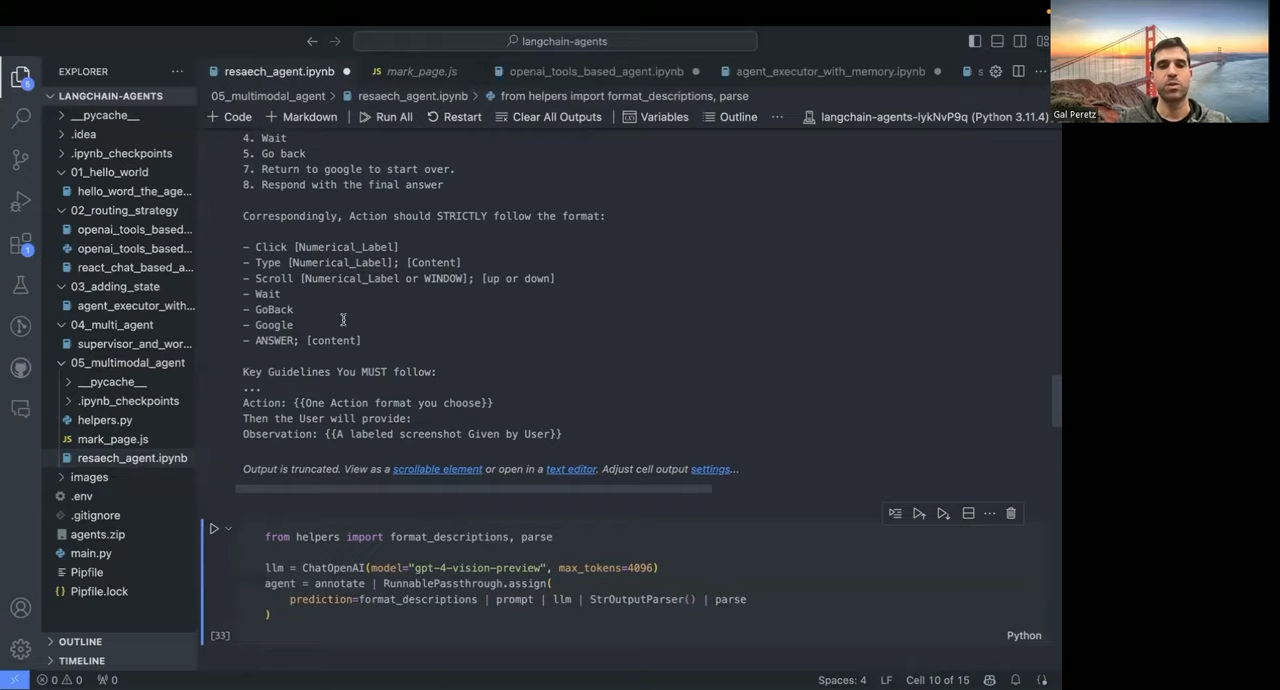 langchain-agents
EXPLORER
resaech_agent.ipynb
mark_page.js
openai_tools_based_agent.ipynb
agent_executor_with_memory.ipynb
s
LANGCHAIN-AGENTS
05_multimodal_agent > resaech_agent.ipynb > from helpers import format_descriptions, parse
+ Code + Markdown Run All Restart Clear All Outputs Variables Outline ... langchain-agents-lykNvP9q (Python 3.11.4)
Gal Peretz
__pycache__
.idea
.ipynb_checkpoints
01_hello_world
hello_word_the_age...
02_routing_strategy
openai_tools_based...
openai_tools_based...
react_chat_based_a...
03_adding_state
agent_executor_with...
04_multi_agent
supervisor_and_wor...
05_multimodal_agent
__pycache__
.ipynb_checkpoints
helpers.py
mark_page.js
resaech_agent.ipynb
images
.env
.gitignore
agents.zip
main.py
Pipfile
Pipfile.lock
OUTLINE
TIMELINE
6
1
4. Wait
5. Go back
7. Return to google to start over.
8. Respond with the final answer
Correspondingly, Action should STRICTLY follow the format:
- Click [Numerical_Label]
- Type [Numerical_Label]; [Content]
- Scroll [Numerical_Label or WINDOW]; [up or down]
- Wait
- GoBack
- Google
- ANSWER; [content]
Key Guidelines You MUST follow:
...
Action: {{One Action format you choose}}
Then the User will provide:
Observation: {{A labeled screenshot Given by User}}
Output is truncated. View as a scrollable element or open in a text editor. Adjust cell output settings...
from helpers import format_descriptions, parse
llm = ChatOpenAI(model="gpt-4-vision-preview", max_tokens=4096)
agent = annotate | RunnablePassthrough.assign(
prediction=format_descriptions | prompt | llm | StrOutputParser() | parse
)
[33]
Python
0 0 0
Spaces: 4 LF Cell 10 of 15